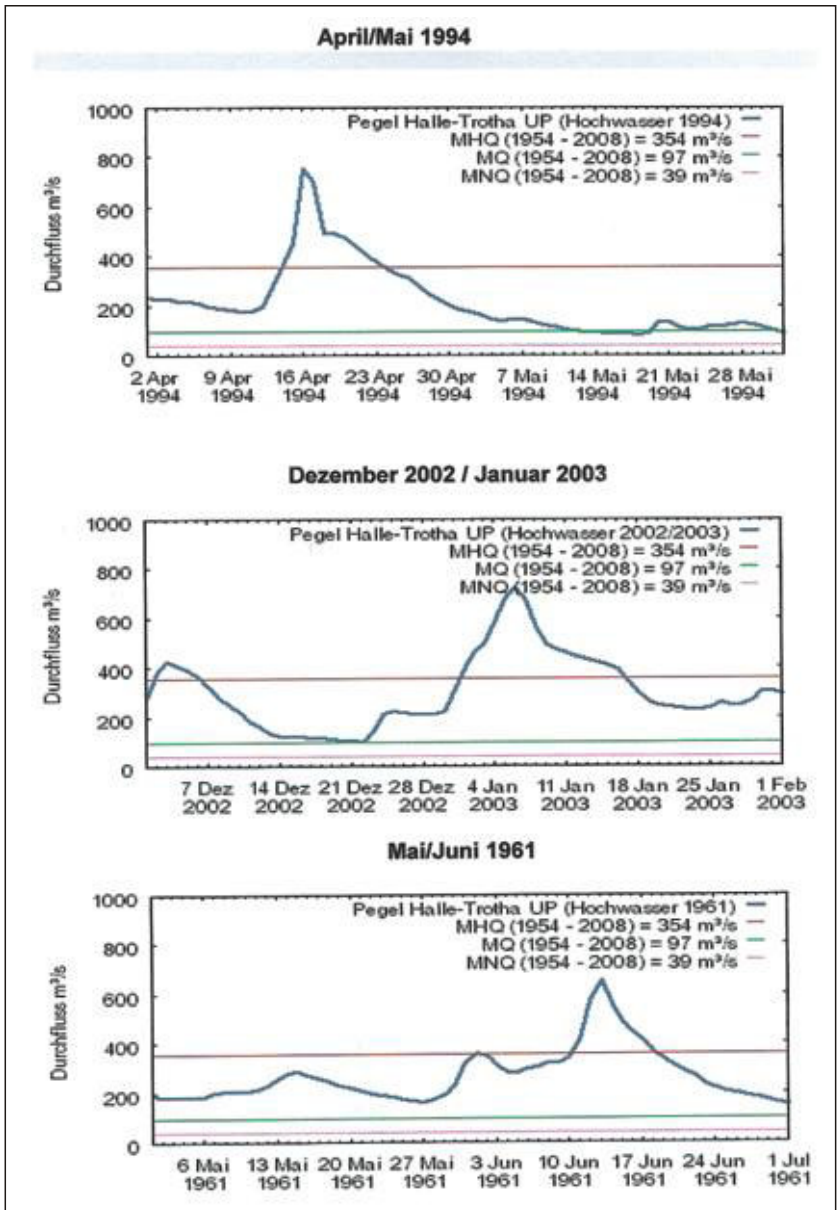 April/Mai 1994
1000
800
600
400
200
0
Durchfluss m³/s
Pegel Halle-Trotha UP (Hochwasser 1994)
MHQ (1954 - 2008) = 354 m³/s
MQ (1954 - 2008) = 97 m³/s
MNQ (1954 - 2008) = 39 m³/s
2 Apr 9 Apr 16 Apr 23 Apr 30 Apr 7 Mai 14 Mai 21 Mai 28 Mai
1994 1994 1994 1994 1994 1994 1994 1994 1994
Dezember 2002 / Januar 2003
1000
800
600
400
200
0
Durchfluss m³/s
Pegel Halle-Trotha UP (Hochwasser 2002/2003)
MHQ (1954 - 2008) = 354 m³/s
MQ (1954 - 2008) = 97 m³/s
MNQ (1954 - 2008) = 39 m³/s
7 Dez 14 Dez 21 Dez 28 Dez 4 Jan 11 Jan 18 Jan 25 Jan 1 Feb
2002 2002 2002 2002 2003 2003 2003 2003 2003
Mai/Juni 1961
1000
800
600
400
200
0
Durchfluss m³/s
Pegel Halle-Trotha UP (Hochwasser 1961)
MHQ (1954 - 2008) = 354 m³/s
MQ (1954 - 2008) = 97 m³/s
MNQ (1954 - 2008) = 39 m³/s
6 Mai 13 Mai 20 Mai 27 Mai 3 Jun 10 Jun 17 Jun 24 Jun 1 Jul
1961 1961 1961 1961 1961 1961 1961 1961 1961